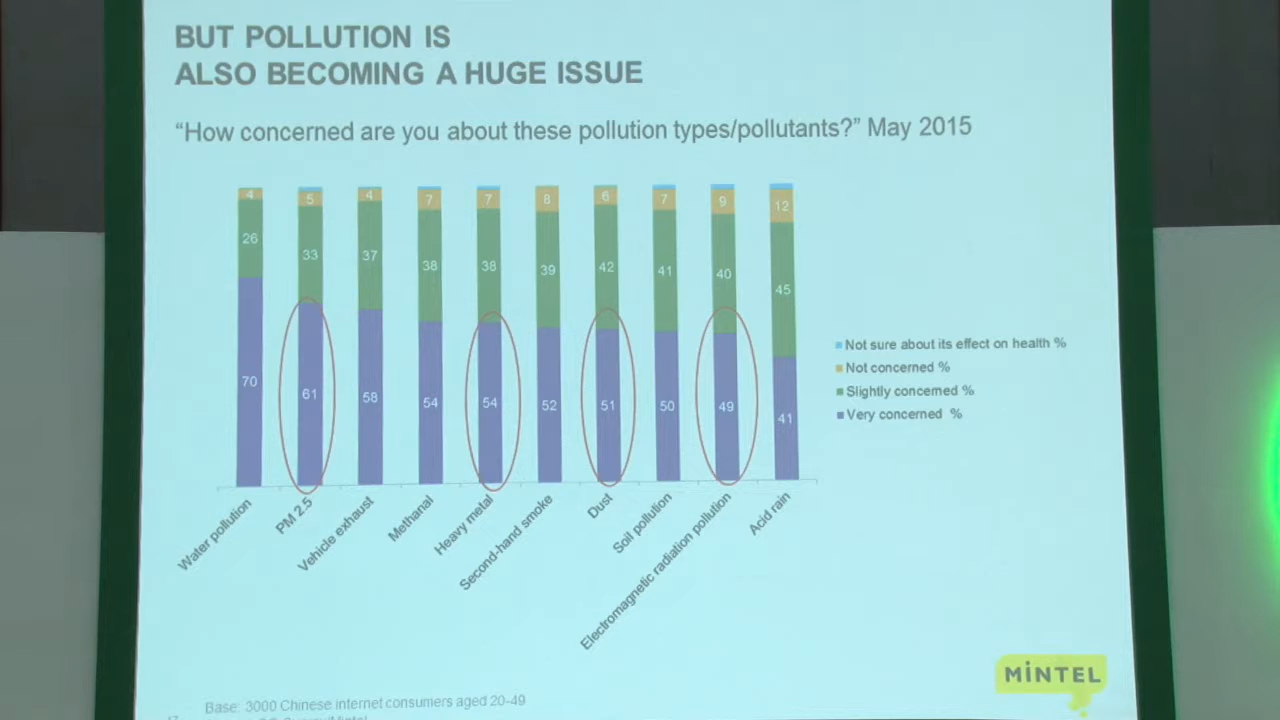 BUT POLLUTION IS
ALSO BECOMING A HUGE ISSUE
“How concerned are you about these pollution types/pollutants?” May 2015
4 5 4 7 7 8 6 7 9 12
26 33 37 38 38 39 42 41 40 45
70 61 58 54 54 52 51 50 49 41
Not sure about its effect on health %
Not concerned %
Slightly concerned %
Very concerned %
Water pollution
PM 2.5
Vehicle exhaust
Methanal
Heavy metal
Second-hand smoke
Dust
Soil pollution
Electromagnetic radiation pollution
Acid rain
MiNTEL
Base: 3000 Chinese internet consumers aged 20-49